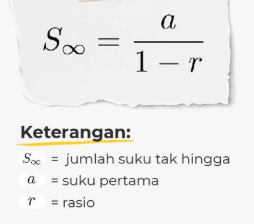 S∞ = a / (1 − r)
Keterangan:
S∞ = jumlah suku tak hingga
a = suku pertama
r = rasio